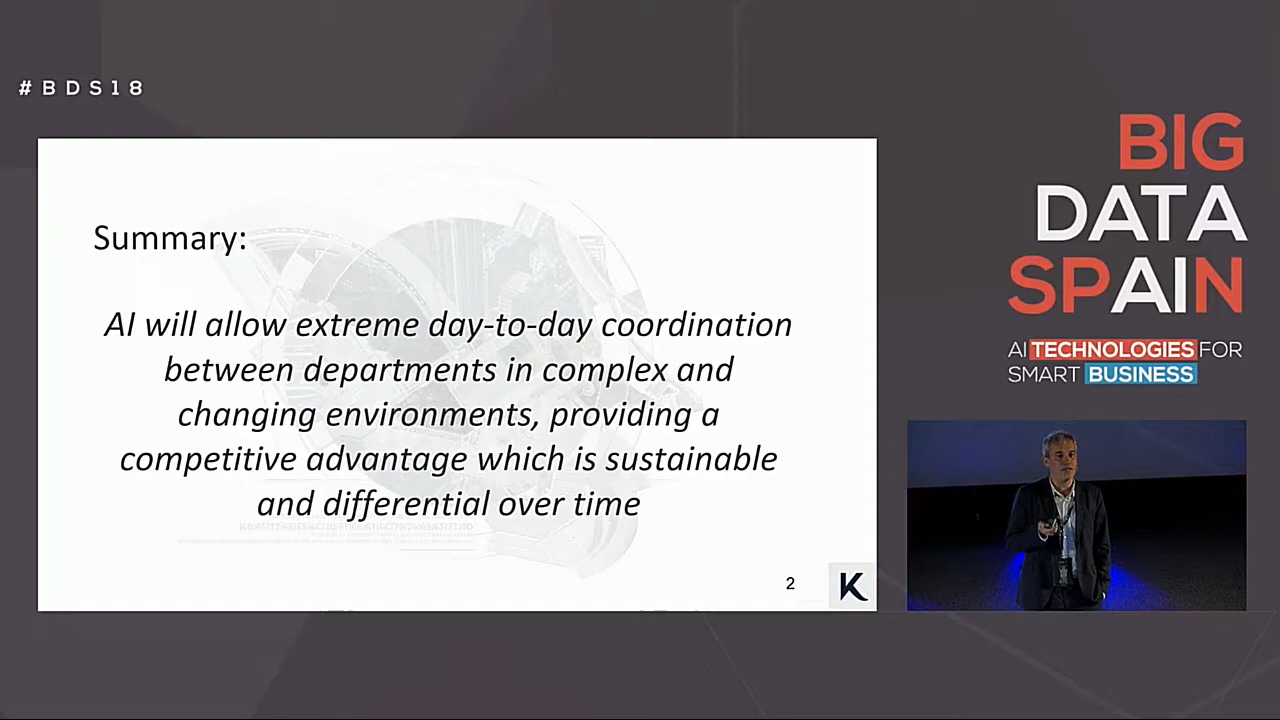 #BDS18
Summary:
AI will allow extreme day-to-day coordination
between departments in complex and
changing environments, providing a
competitive advantage which is sustainable
and differential over time
2
K
BIG
DATA
SPAIN
AI TECHNOLOGIES FOR
SMART BUSINESS